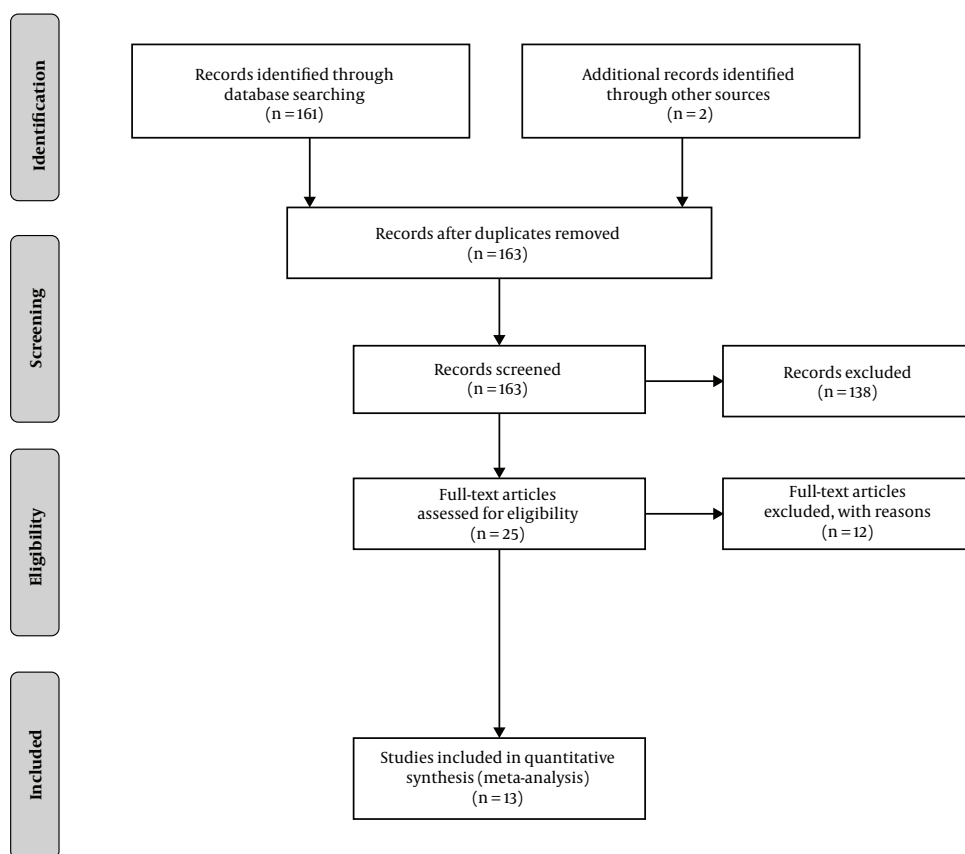 Identification
Records identified through
database searching
(n = 161)
Additional records identified
through other sources
(n = 2)
Records after duplicates removed
(n = 163)
Screening
Records screened
(n = 163)
Records excluded
(n = 138)
Eligibility
Full-text articles
assessed for eligibility
(n = 25)
Full-text articles
excluded, with reasons
(n = 12)
Included
Studies included in quantitative
synthesis (meta-analysis)
(n = 13)